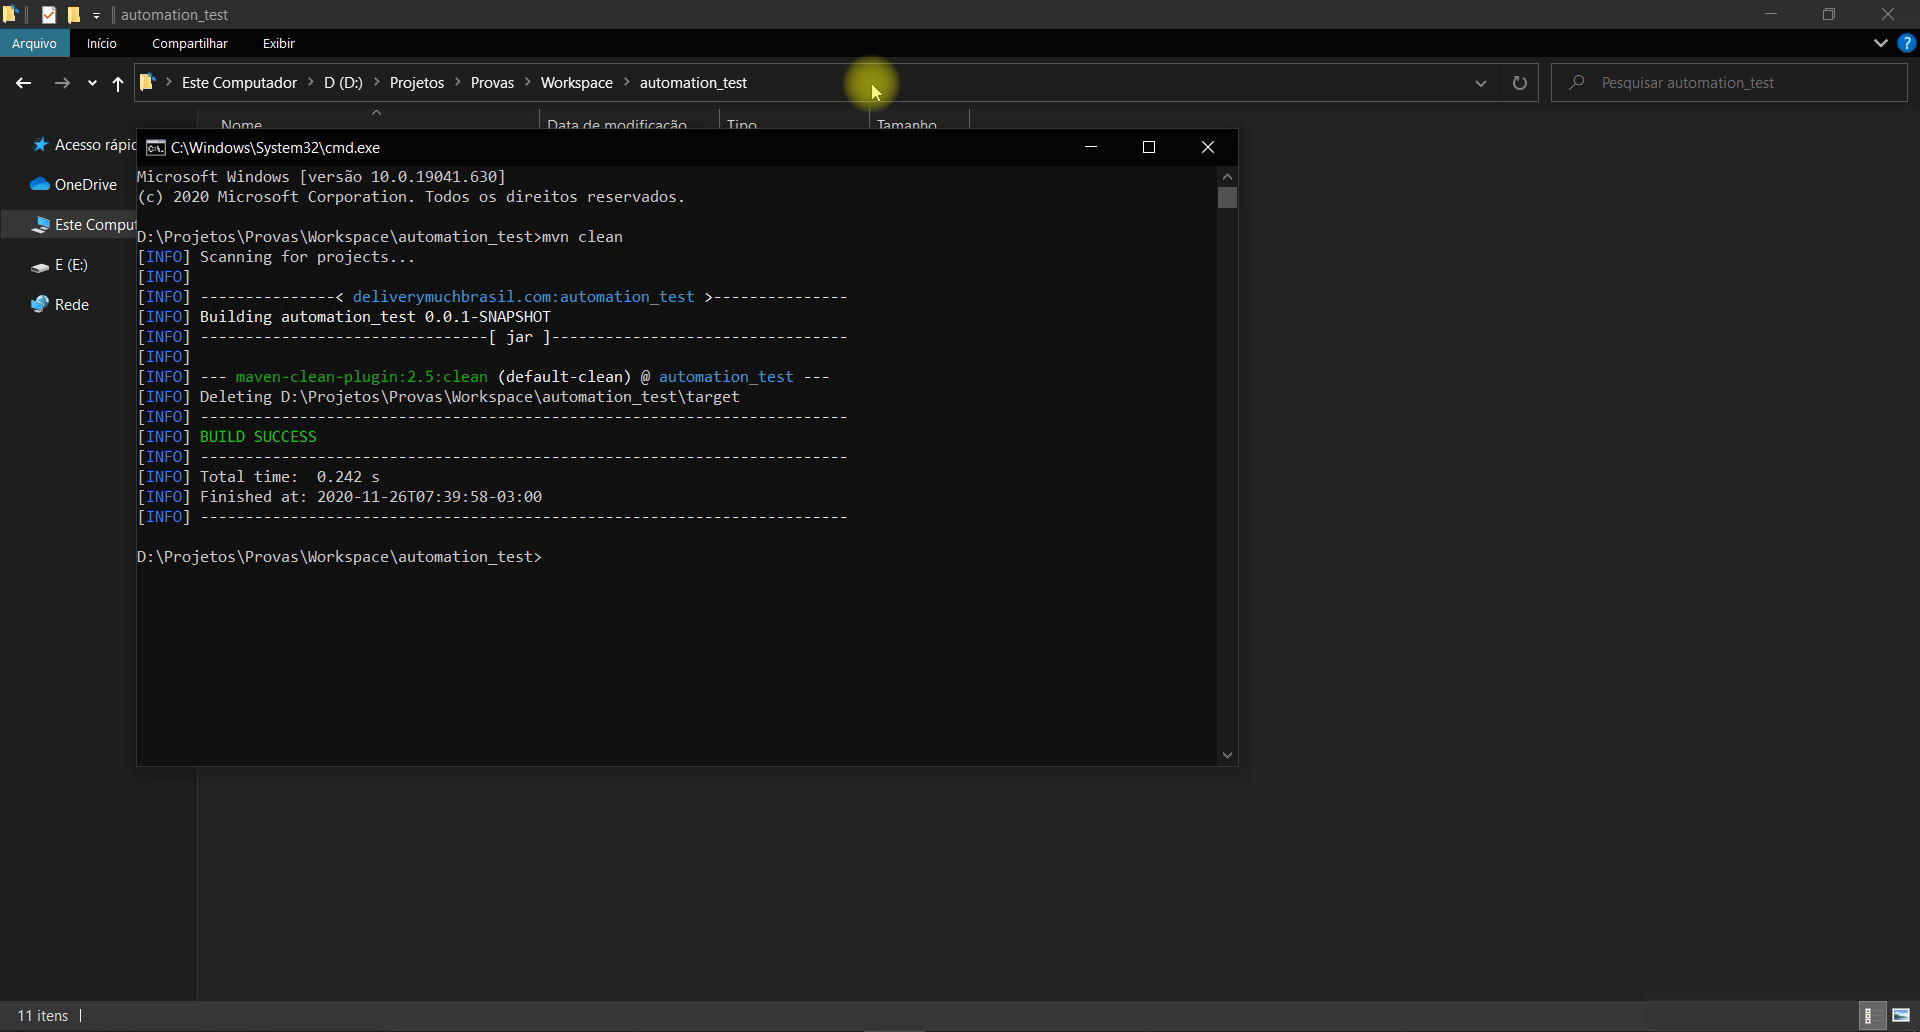 automation_test
Arquivo Início Compartilhar Exibir
Este Computador > D (D:) > Projetos > Provas > Workspace > automation_test
Pesquisar automation_test
Nome Data de modificação Tipo Tamanho
Acesso rápid
OneDrive
Este Comput
E (E:)
Rede
C:\Windows\System32\cmd.exe
Microsoft Windows [versão 10.0.19041.630]
(c) 2020 Microsoft Corporation. Todos os direitos reservados.
D:\Projetos\Provas\Workspace\automation_test>mvn clean
[INFO] Scanning for projects...
[INFO]
[INFO] ---------------< deliverymuchbrasil.com:automation_test >---------------
[INFO] Building automation_test 0.0.1-SNAPSHOT
[INFO] --------------------------------[ jar ]---------------------------------
[INFO]
[INFO] --- maven-clean-plugin:2.5:clean (default-clean) @ automation_test ---
[INFO] Deleting D:\Projetos\Provas\Workspace\automation_test\target
[INFO] ------------------------------------------------------------------------
[INFO] BUILD SUCCESS
[INFO] ------------------------------------------------------------------------
[INFO] Total time:  0.242 s
[INFO] Finished at: 2020-11-26T07:39:58-03:00
[INFO] ------------------------------------------------------------------------
D:\Projetos\Provas\Workspace\automation_test>
11 itens